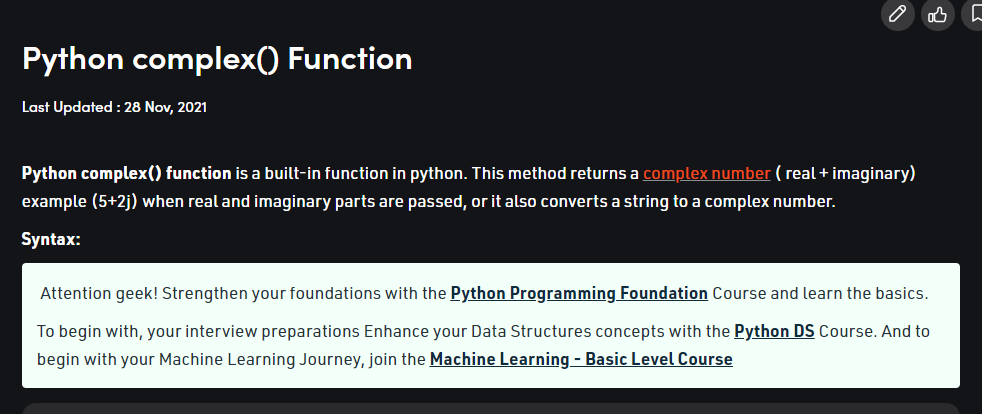 Python complex() Function
Last Updated : 28 Nov, 2021
Python complex() function is a built-in function in python. This method returns a complex number ( real + imaginary)
example (5+2j) when real and imaginary parts are passed, or it also converts a string to a complex number.
Syntax:
Attention geek! Strengthen your foundations with the Python Programming Foundation Course and learn the basics.
To begin with, your interview preparations Enhance your Data Structures concepts with the Python DS Course. And to
begin with your Machine Learning Journey, join the Machine Learning - Basic Level Course